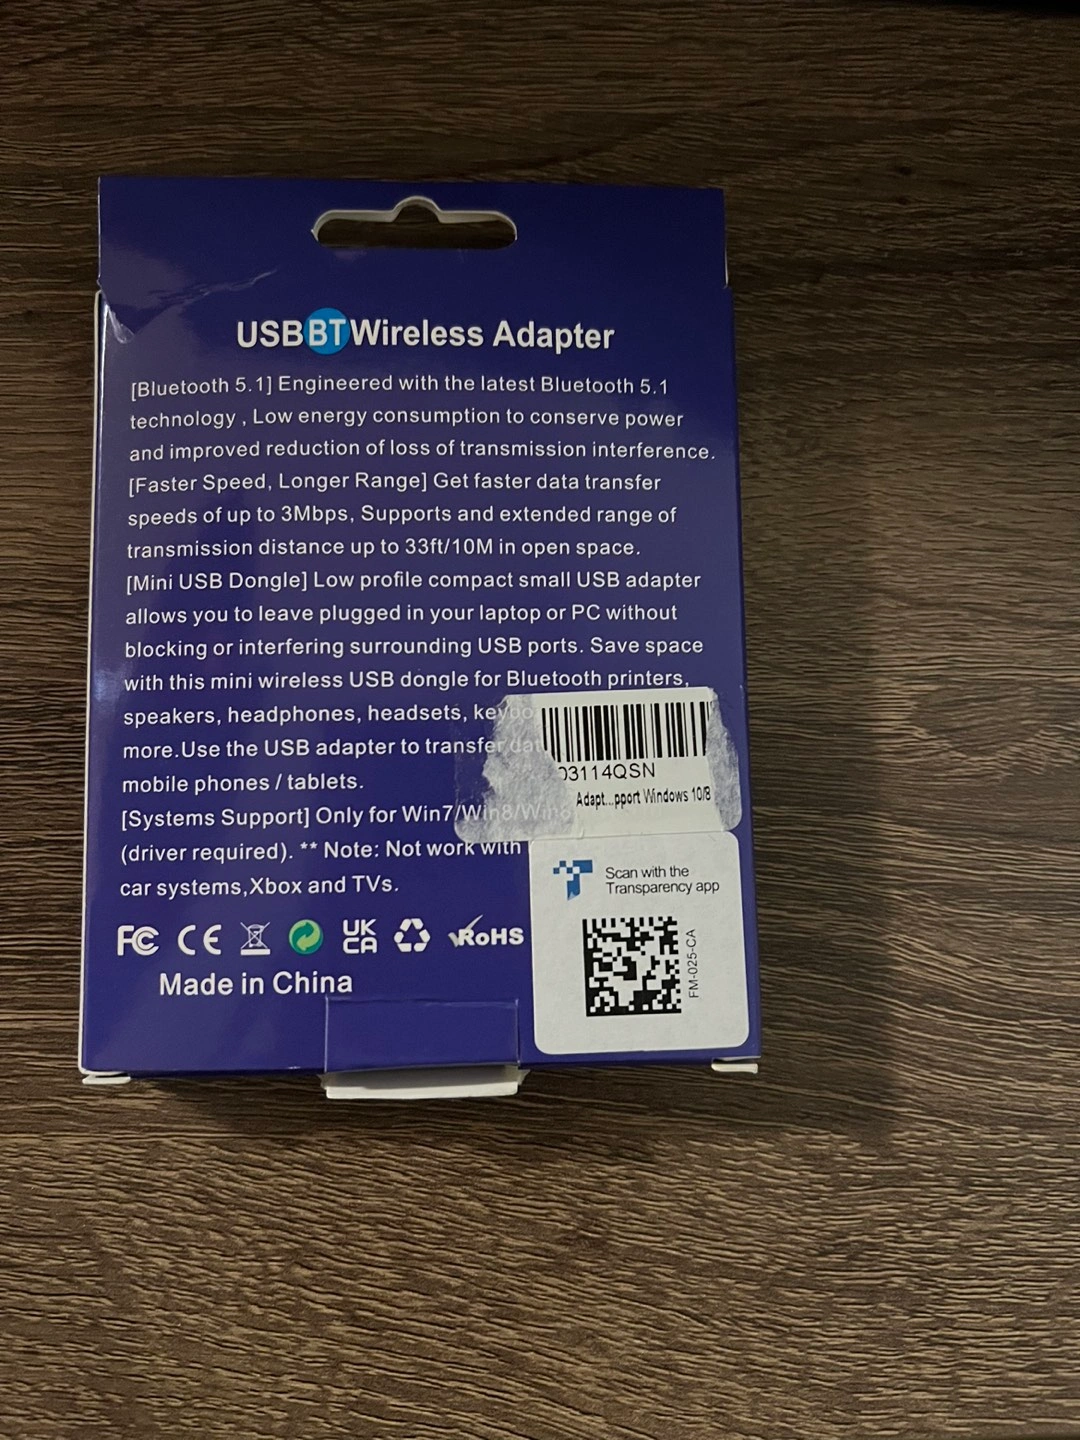 USB BT Wireless Adapter
[Bluetooth 5.1] Engineered with the latest Bluetooth 5.1
technology , Low energy consumption to conserve power
and improved reduction of loss of transmission interference.
[Faster Speed, Longer Range] Get faster data transfer
speeds of up to 3Mbps, Supports and extended range of
transmission distance up to 33ft/10M in open space.
[Mini USB Dongle] Low profile compact small USB adapter
allows you to leave plugged in your laptop or PC without
blocking or interfering surrounding USB ports. Save space
with this mini wireless USB dongle for Bluetooth printers,
speakers, headphones, headsets, keybo
more.Use the USB adapter to transfer dat
mobile phones / tablets.
[Systems Support] Only for Win7/Win8/Win
(driver required). ** Note: Not work with
car systems,Xbox and TVs.
03114QSN
Adapt...pport Windows 10/8
Scan with the
Transparency app
FM-025-CA
FC CE UK
CA RoHS
Made in China